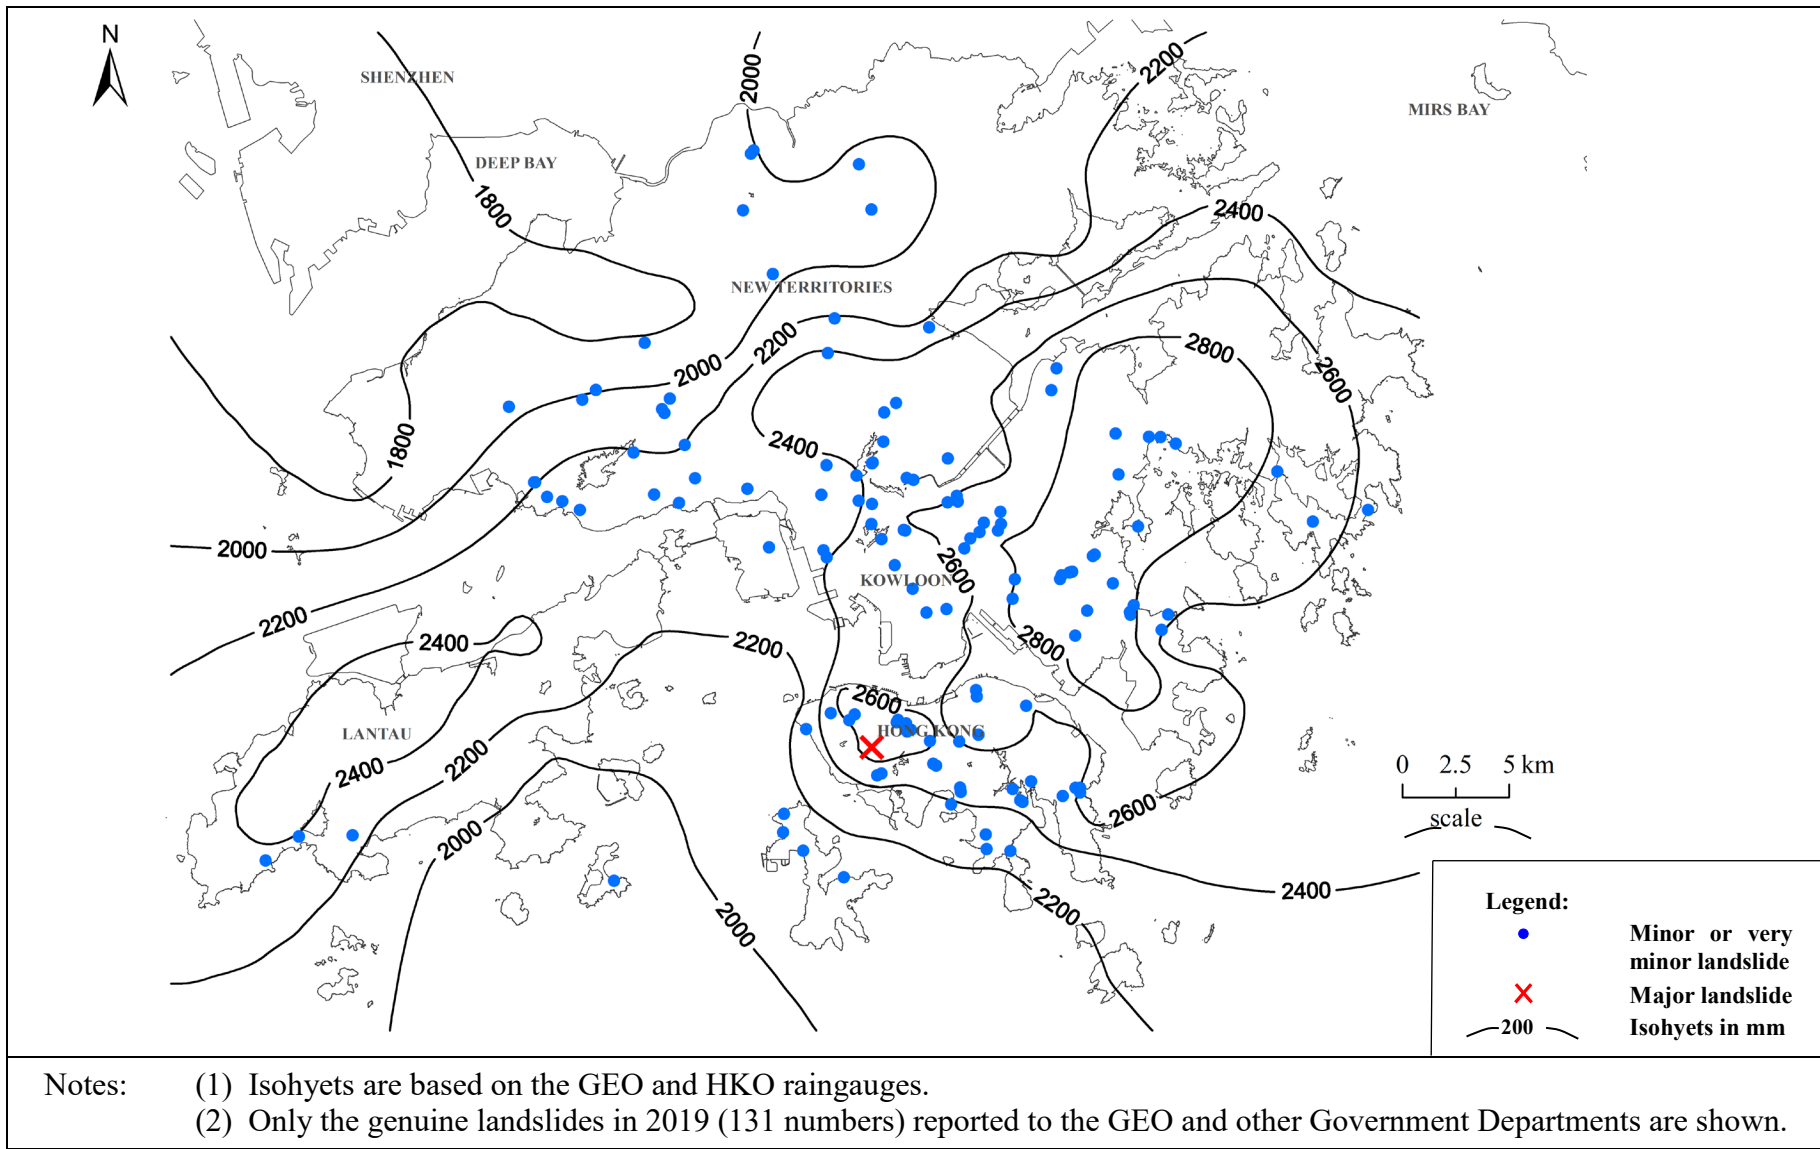 N
SHENZHEN
2000
2200
MIRS BAY
DEEP BAY
1800
2400
NEW TERRITORIES
2200
2800
2000
2600
2400
1800
2000
2600
KOWLOON
2200
2400
2200
2800
2600
HONG KONG
LANTAU
2200
2400
0 2.5 5 km
scale
2600
2000
2400
2200
2000
Legend:
Minor or very
minor landslide
Major landslide
200 Isohyets in mm
Notes: (1) Isohyets are based on the GEO and HKO raingauges.
(2) Only the genuine landslides in 2019 (131 numbers) reported to the GEO and other Government Departments are shown.